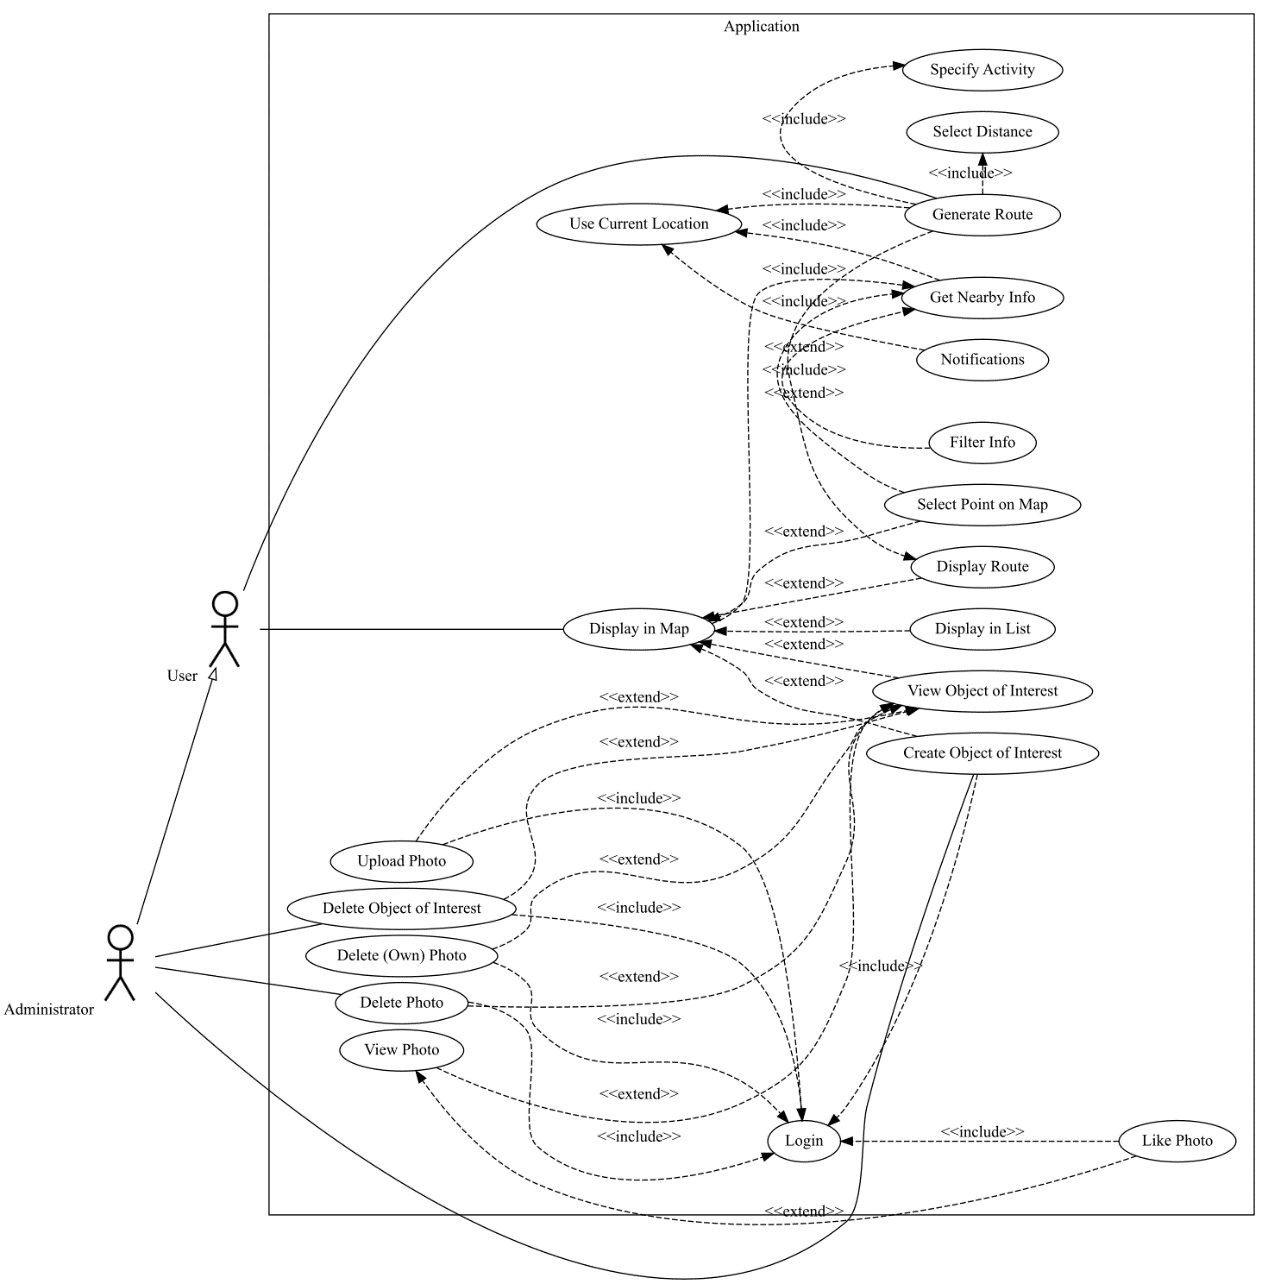 Application
Specify Activity
<<include>>
Select Distance
<<include>>
<<include>>
Generate Route
Use Current Location
<<include>>
<<include>>
Get Nearby Info
<<include>>
<<extend>>
Notifications
<<include>>
<<extend>>
Filter Info
Select Point on Map
<<extend>>
Display Route
<<extend>>
Display in Map
<<extend>>
Display in List
<<extend>>
User
<<extend>>
View Object of Interest
<<extend>>
<<extend>>
Create Object of Interest
<<include>>
Upload Photo
<<extend>>
Delete Object of Interest
<<include>>
Delete (Own) Photo
<<include>>
<<extend>>
Delete Photo
Administrator
<<include>>
View Photo
<<extend>>
<<include>>
Login
<<include>>
Like Photo
<<extend>>